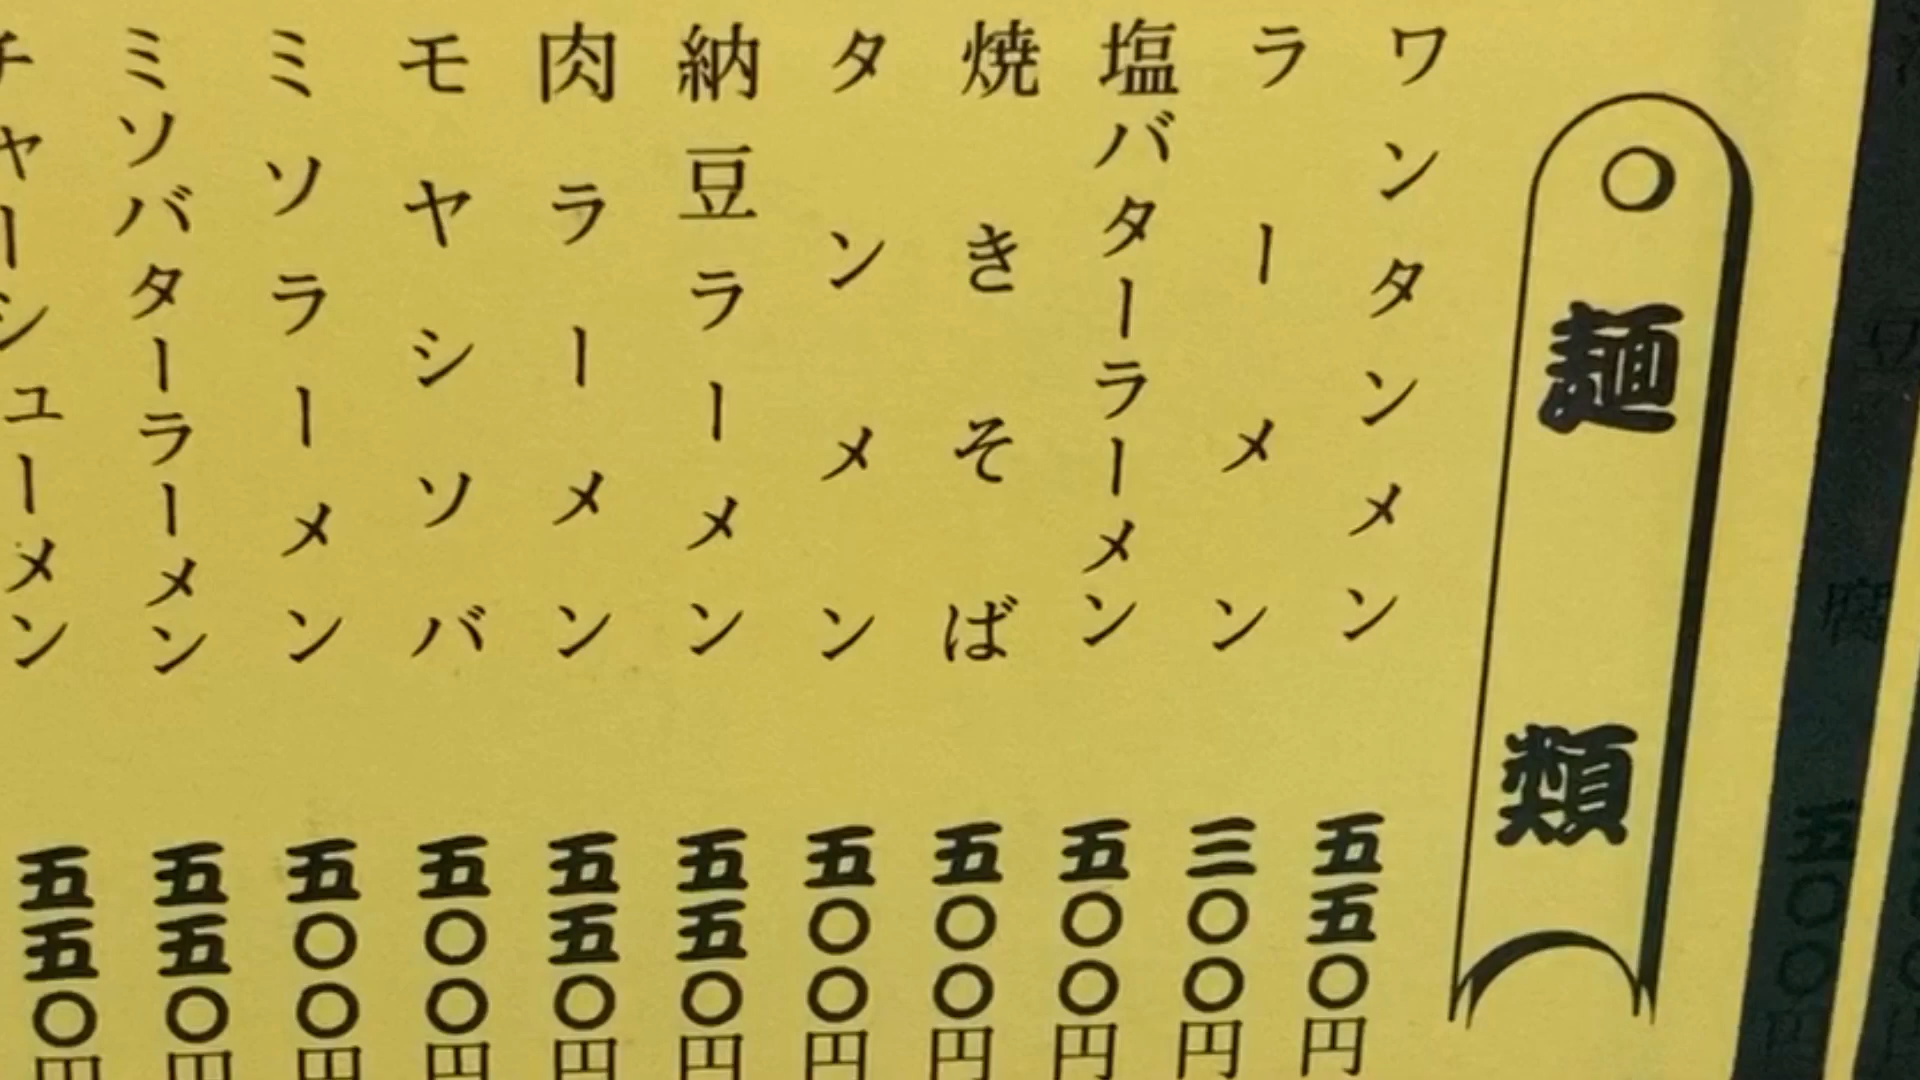 麺類
ワンタンメン 五五〇円
ラーメン 三〇〇円
塩バターラーメン 五〇〇円
焼きそば 五〇〇円
タンメン 五〇〇円
納豆ラーメン 五五〇円
肉ラーメン 五五〇円
モヤシソバ 五〇〇円
ミソラーメン 五〇〇円
ミソバターラーメン 五五〇円
チャーシューメン 五五〇円